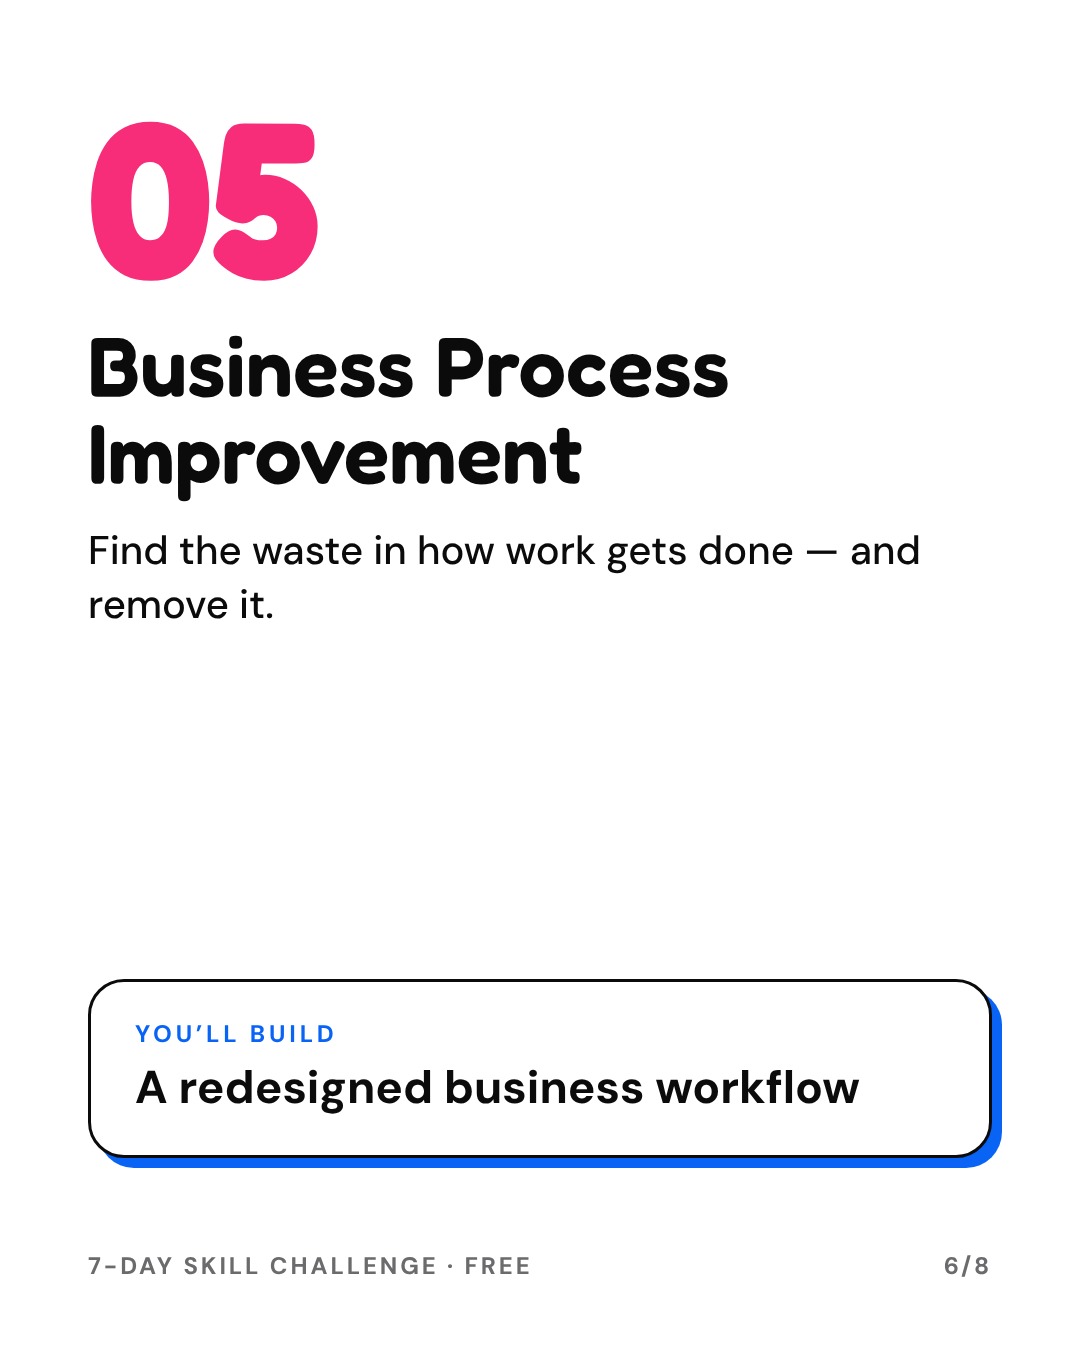 05
Business Process
Improvement
Find the waste in how work gets done — and
remove it.
YOU’LL BUILD
A redesigned business workflow
7–DAY SKILL CHALLENGE · FREE
6/8